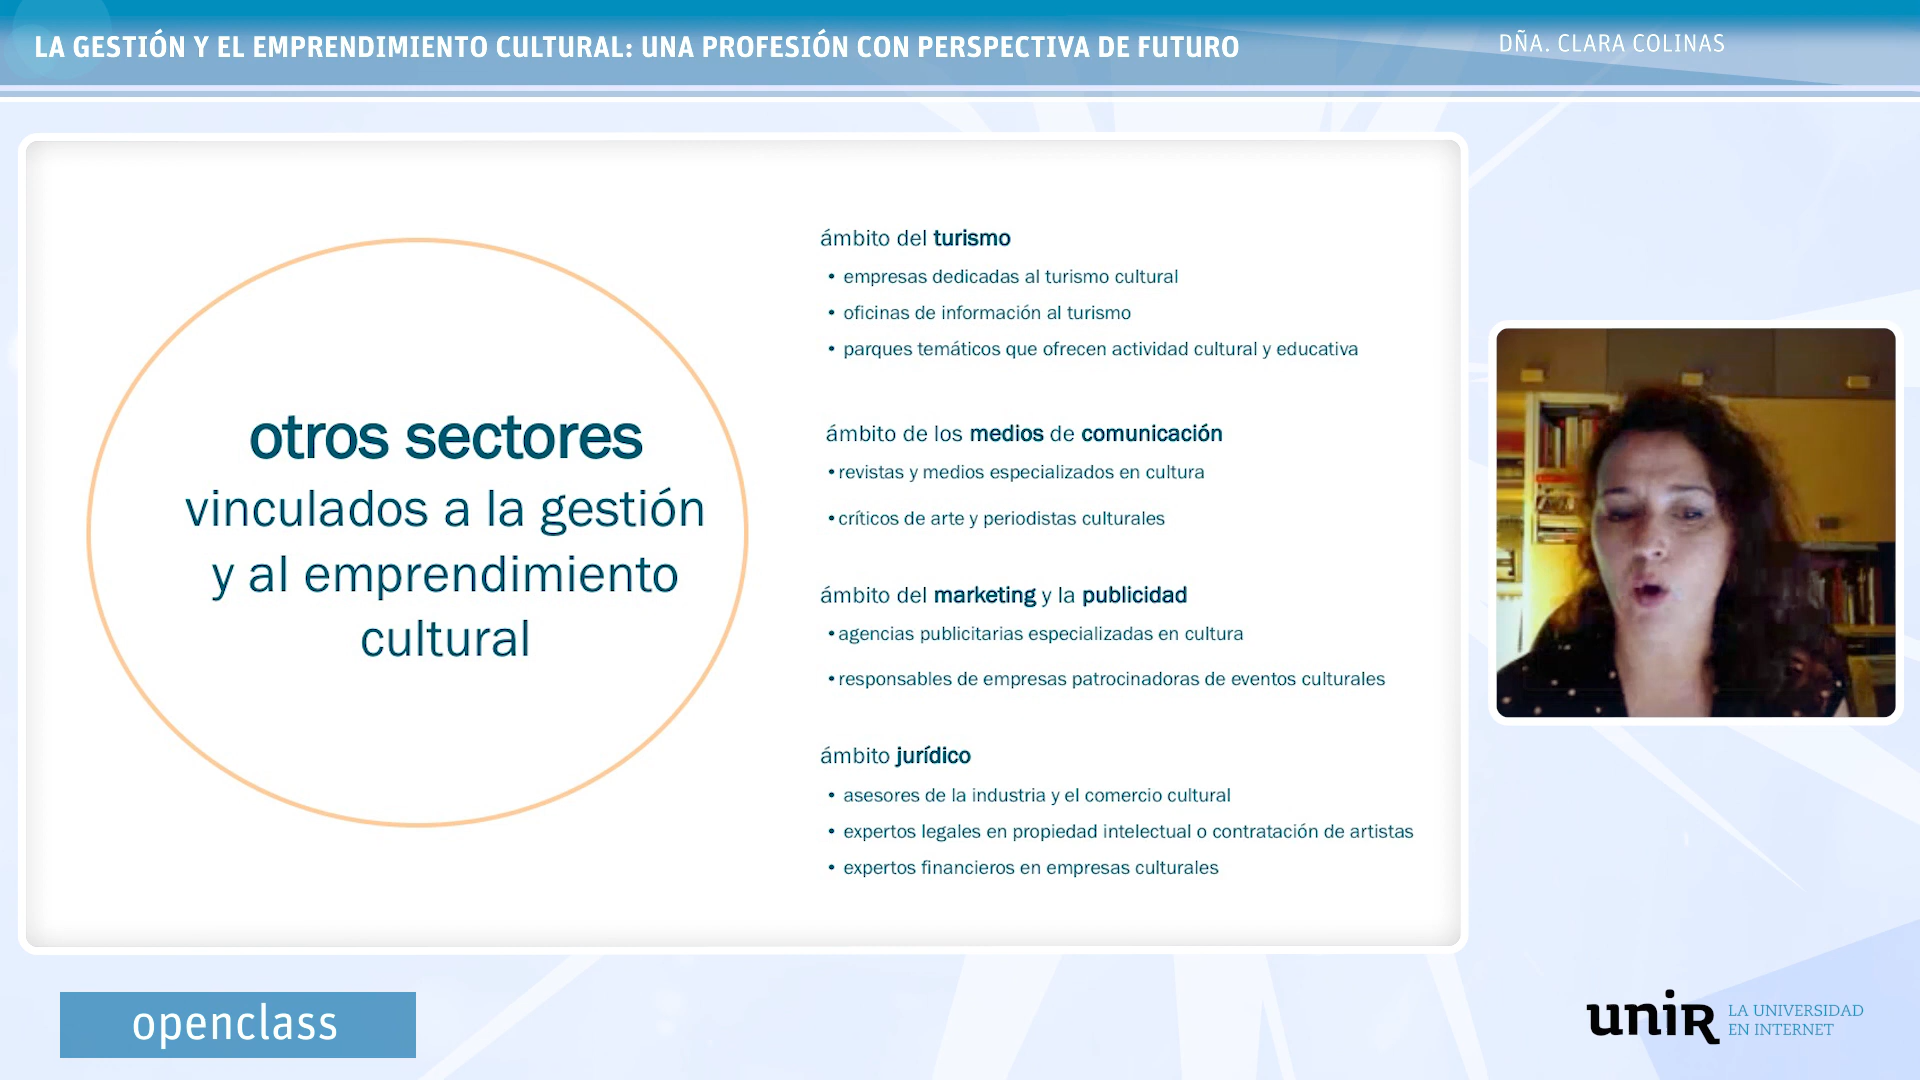 LA GESTIÓN Y EL EMPRENDIMIENTO CULTURAL: UNA PROFESIÓN CON PERSPECTIVA DE FUTURO
DÑA. CLARA COLINAS
otros sectores
vinculados a la gestión
y al emprendimiento
cultural
ámbito del turismo
• empresas dedicadas al turismo cultural
• oficinas de información al turismo
• parques temáticos que ofrecen actividad cultural y educativa
ámbito de los medios de comunicación
• revistas y medios especializados en cultura
• críticos de arte y periodistas culturales
ámbito del marketing y la publicidad
• agencias publicitarias especializadas en cultura
• responsables de empresas patrocinadoras de eventos culturales
ámbito jurídico
• asesores de la industria y el comercio cultural
• expertos legales en propiedad intelectual o contratación de artistas
• expertos financieros en empresas culturales
openclass
unir LA UNIVERSIDAD
EN INTERNET